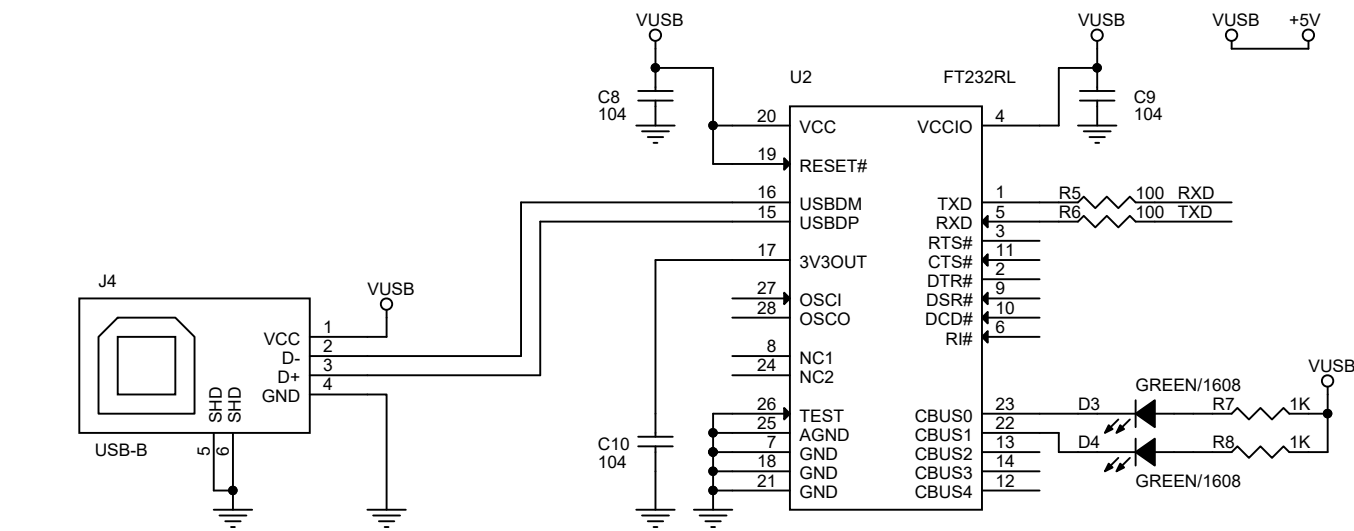 VUSB
VUSB
VUSB +5V
U2 FT232RL
C8
104
C9
104
20 VCC VCCIO 4
19 RESET#
16 USBDM TXD 1 R5 100 RXD
15 USBDP RXD 5 R6 100 TXD
RTS# 3
17 3V3OUT CTS# 11
DTR# 2
27 OSCI DSR# 9
28 OSCO DCD# 10
RI# 6
8 NC1
24 NC2
J4
VUSB
VCC 1
D- 2
D+ 3
GND 4
SHD
SHD
5
6
USB-B
C10
104
26 TEST CBUS0 23
25 AGND CBUS1 22
7 GND CBUS2 13
18 GND CBUS3 14
21 GND CBUS4 12
VUSB
GREEN/1608
D3 R7 1K
D4 R8 1K
GREEN/1608